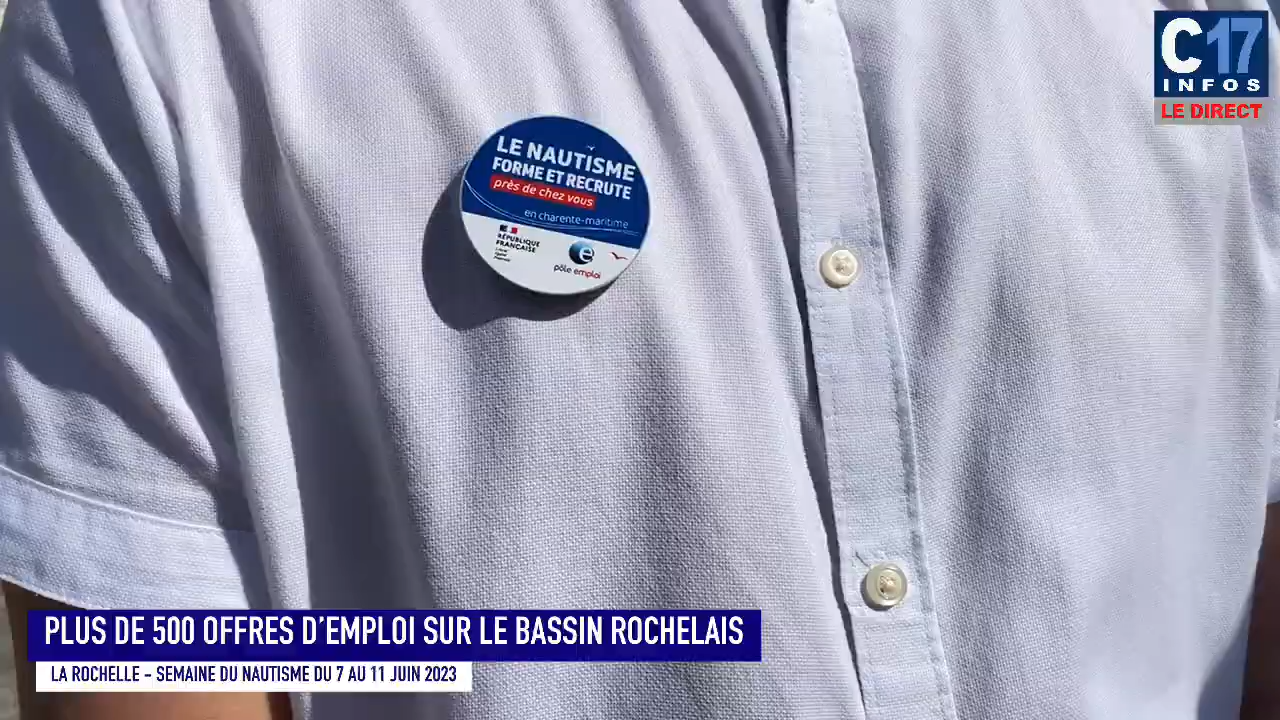 C17
INFOS
LE DIRECT
LE NAUTISME
FORME ET RECRUTE
près de chez vous
en charente-maritime
RÉPUBLIQUE
FRANÇAISE
pôle emploi
PLUS DE 500 OFFRES D'EMPLOI SUR LE BASSIN ROCHELAIS
LA ROCHELLE - SEMAINE DU NAUTISME DU 7 AU 11 JUIN 2023